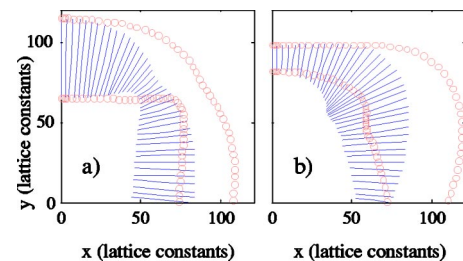 100
50
0
a)
b)
y (lattice constants)
0 50 100
0 50 100
x (lattice constants)
x (lattice constants)